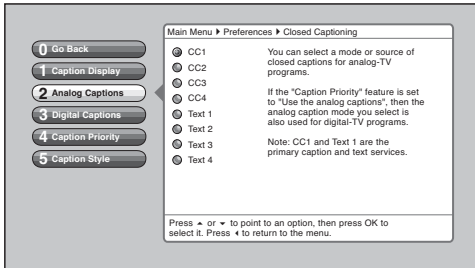 Main Menu ▸ Preferences ▸ Closed Captioning
0 Go Back
1 Caption Display
2 Analog Captions
3 Digital Captions
4 Caption Priority
5 Caption Style
CC1
CC2
CC3
CC4
Text 1
Text 2
Text 3
Text 4
You can select a mode or source of
closed captions for analog-TV
programs.
If the "Caption Priority" feature is set
to "Use the analog captions", then the
analog caption mode you select is
also used for digital-TV programs.
Note: CC1 and Text 1 are the
primary caption and text services.
Press ▲ or ▼ to point to an option, then press OK to
select it. Press ◂ to return to the menu.